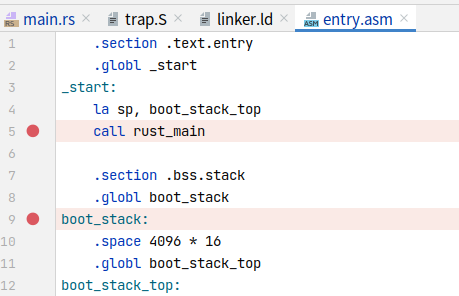 main.rs trap.S linker.ld entry.asm
1 .section .text.entry
2 .globl _start
3 _start:
4 la sp, boot_stack_top
5 call rust_main
6
7 .section .bss.stack
8 .globl boot_stack
9 boot_stack:
10 .space 4096 * 16
11 .globl boot_stack_top
12 boot_stack_top: